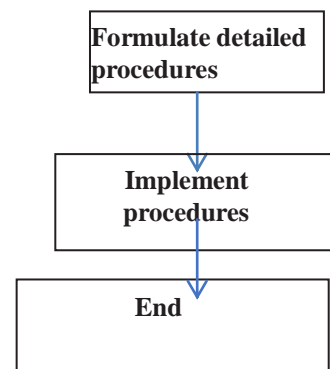 Formulate detailed
procedures
Implement
procedures
End